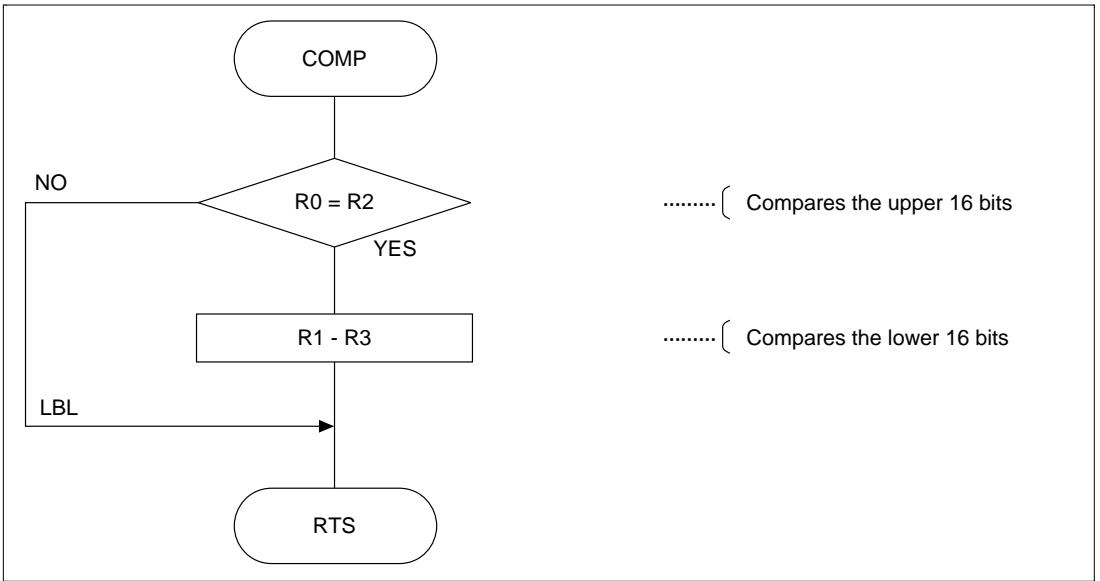 COMP
NO
R0 = R2
......... Compares the upper 16 bits
YES
R1 - R3
......... Compares the lower 16 bits
LBL
RTS